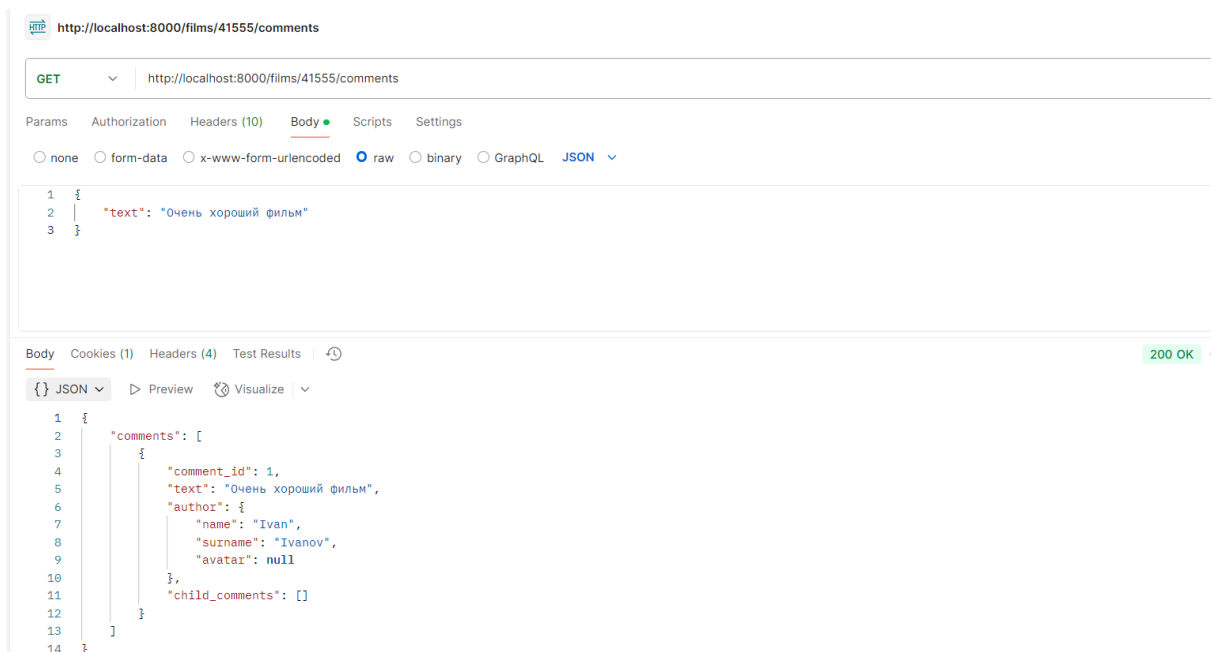 HTTP http://localhost:8000/films/41555/comments
GET http://localhost:8000/films/41555/comments
Params Authorization Headers (10) Body Scripts Settings
none form-data x-www-form-urlencoded raw binary GraphQL JSON
1 {
2 "text": "Очень хороший фильм"
3 }
Body Cookies (1) Headers (4) Test Results
200 OK
{} JSON Preview Visualize
1 {
2 "comments": [
3 {
4 "comment_id": 1,
5 "text": "Очень хороший фильм",
6 "author": {
7 "name": "Ivan",
8 "surname": "Ivanov",
9 "avatar": null
10 },
11 "child_comments": []
12 }
13 ]
14 }